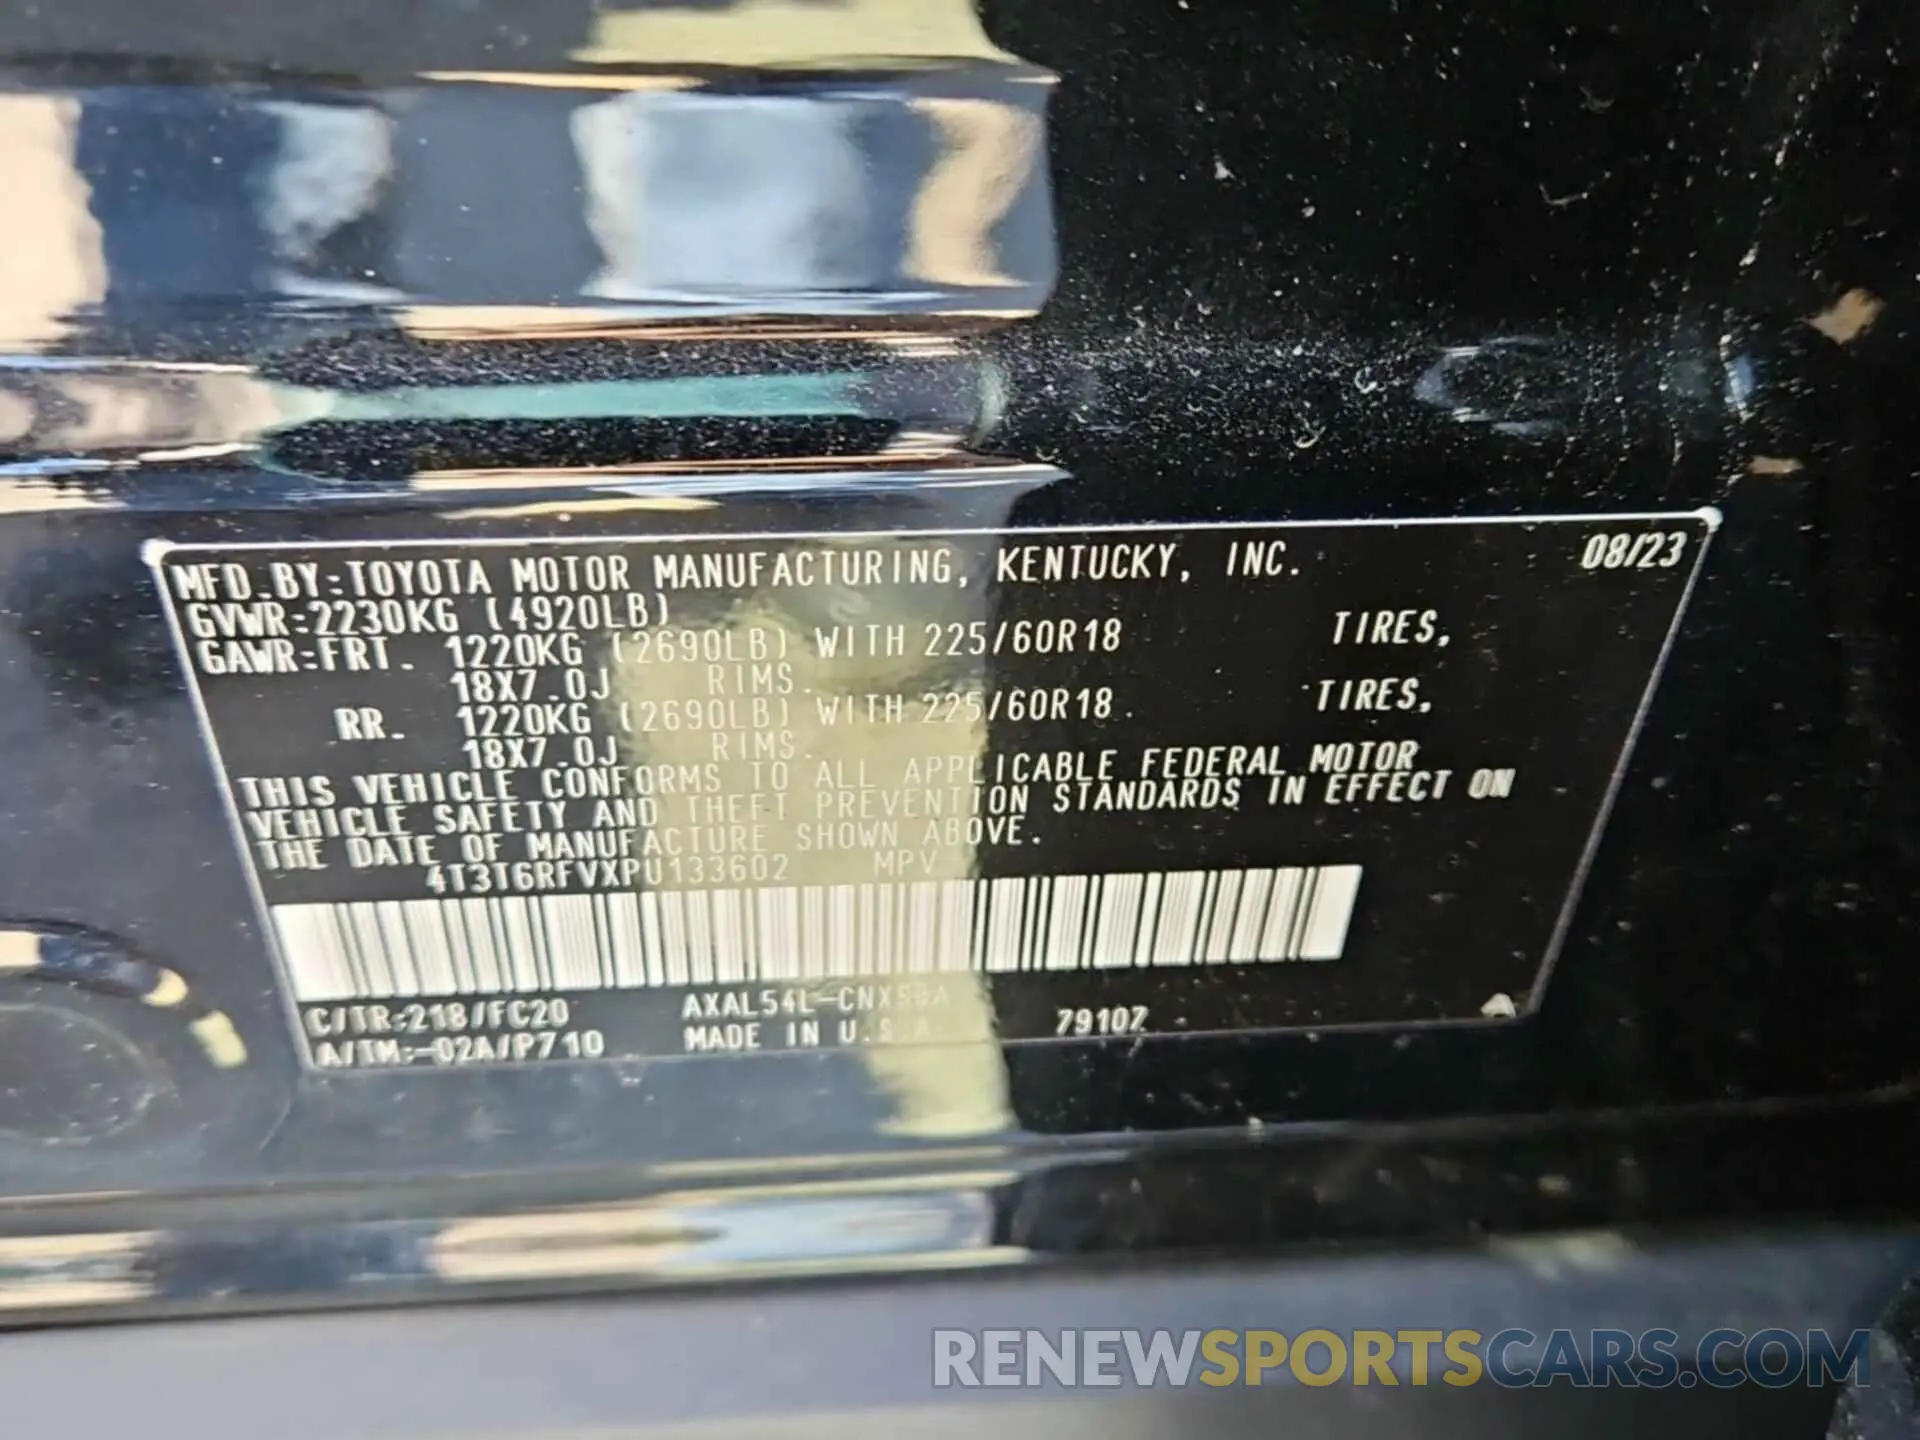 MFD.BY:TOYOTA MOTOR MANUFACTURING, KENTUCKY, INC. 08/23
GVWR:2230KG (4920LB)
GAWR:FRT. 1220KG (2690LB) WITH 225/60R18 TIRES,
18X7.0J RIMS.
RR. 1220KG (2690LB) WITH 225/60R18 TIRES,
18X7.0J RIMS.
THIS VEHICLE CONFORMS TO ALL APPLICABLE FEDERAL MOTOR
VEHICLE SAFETY AND THEFT PREVENTION STANDARDS IN EFFECT ON
THE DATE OF MANUFACTURE SHOWN ABOVE.
4T3T6RFVXPU133602 MPV
C/TR:218/FC20
A/TM:-02A/P710 MADE IN U.S.A. 79107
RENEWSPORTSCARS.COM